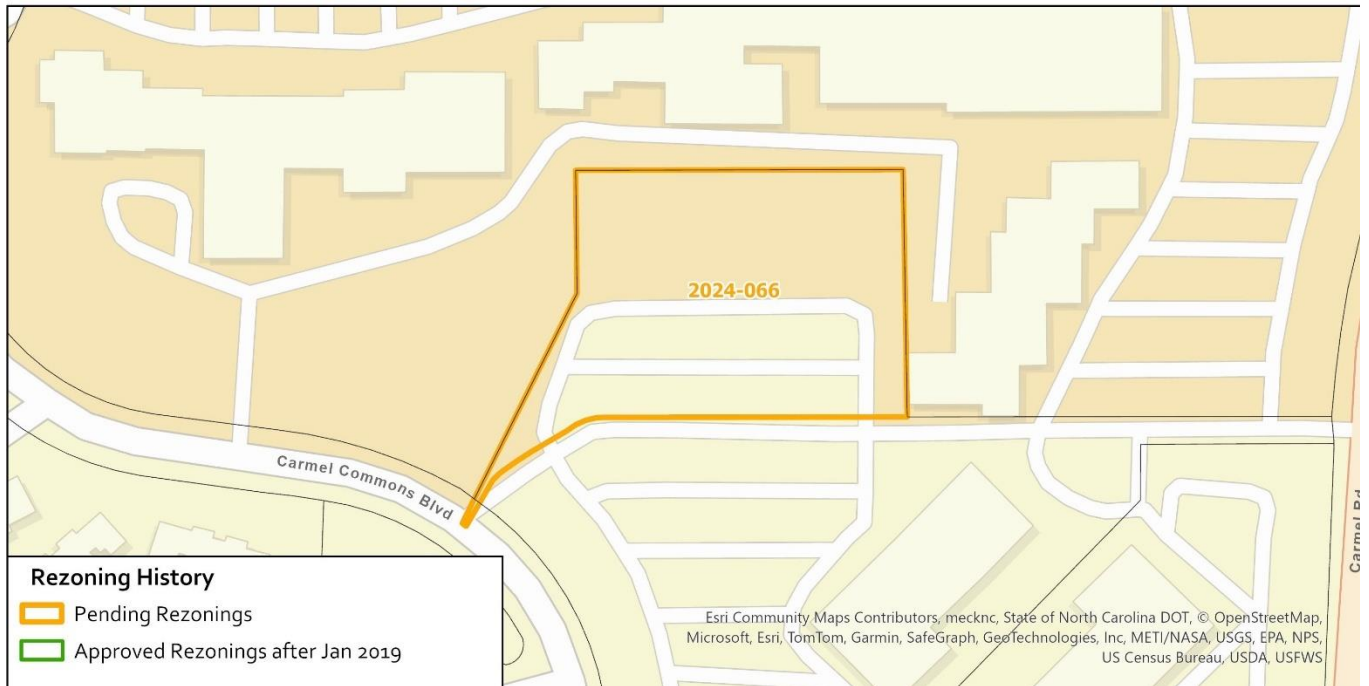 2024-066
Carmel Commons Blvd
Carmel Rd
Rezoning History
Pending Rezonings
Approved Rezonings after Jan 2019
Esri Community Maps Contributors, mecknc, State of North Carolina DOT, © OpenStreetMap,
Microsoft, Esri, TomTom, Garmin, SafeGraph, GeoTechnologies, Inc, METI/NASA, USGS, EPA, NPS,
US Census Bureau, USDA, USFWS